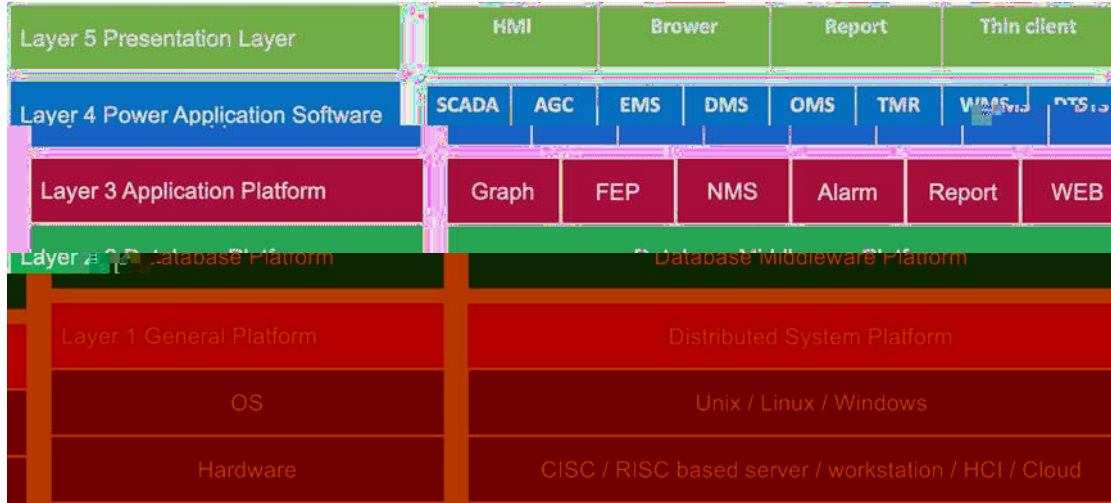 Layer 5 Presentation Layer HMI Brower Report Thin client
Layer 4 Power Application Software SCADA AGC EMS DMS OMS TMR
Layer 3 Application Platform Graph FEP NMS Alarm Report WEB
Layer Database Platform Database Middleware Platform
Layer 1 General Platform Distributed System Platform
OS Unix / Linux / Windows
Hardware CISC / RISC based server / workstation / HCI / Cloud